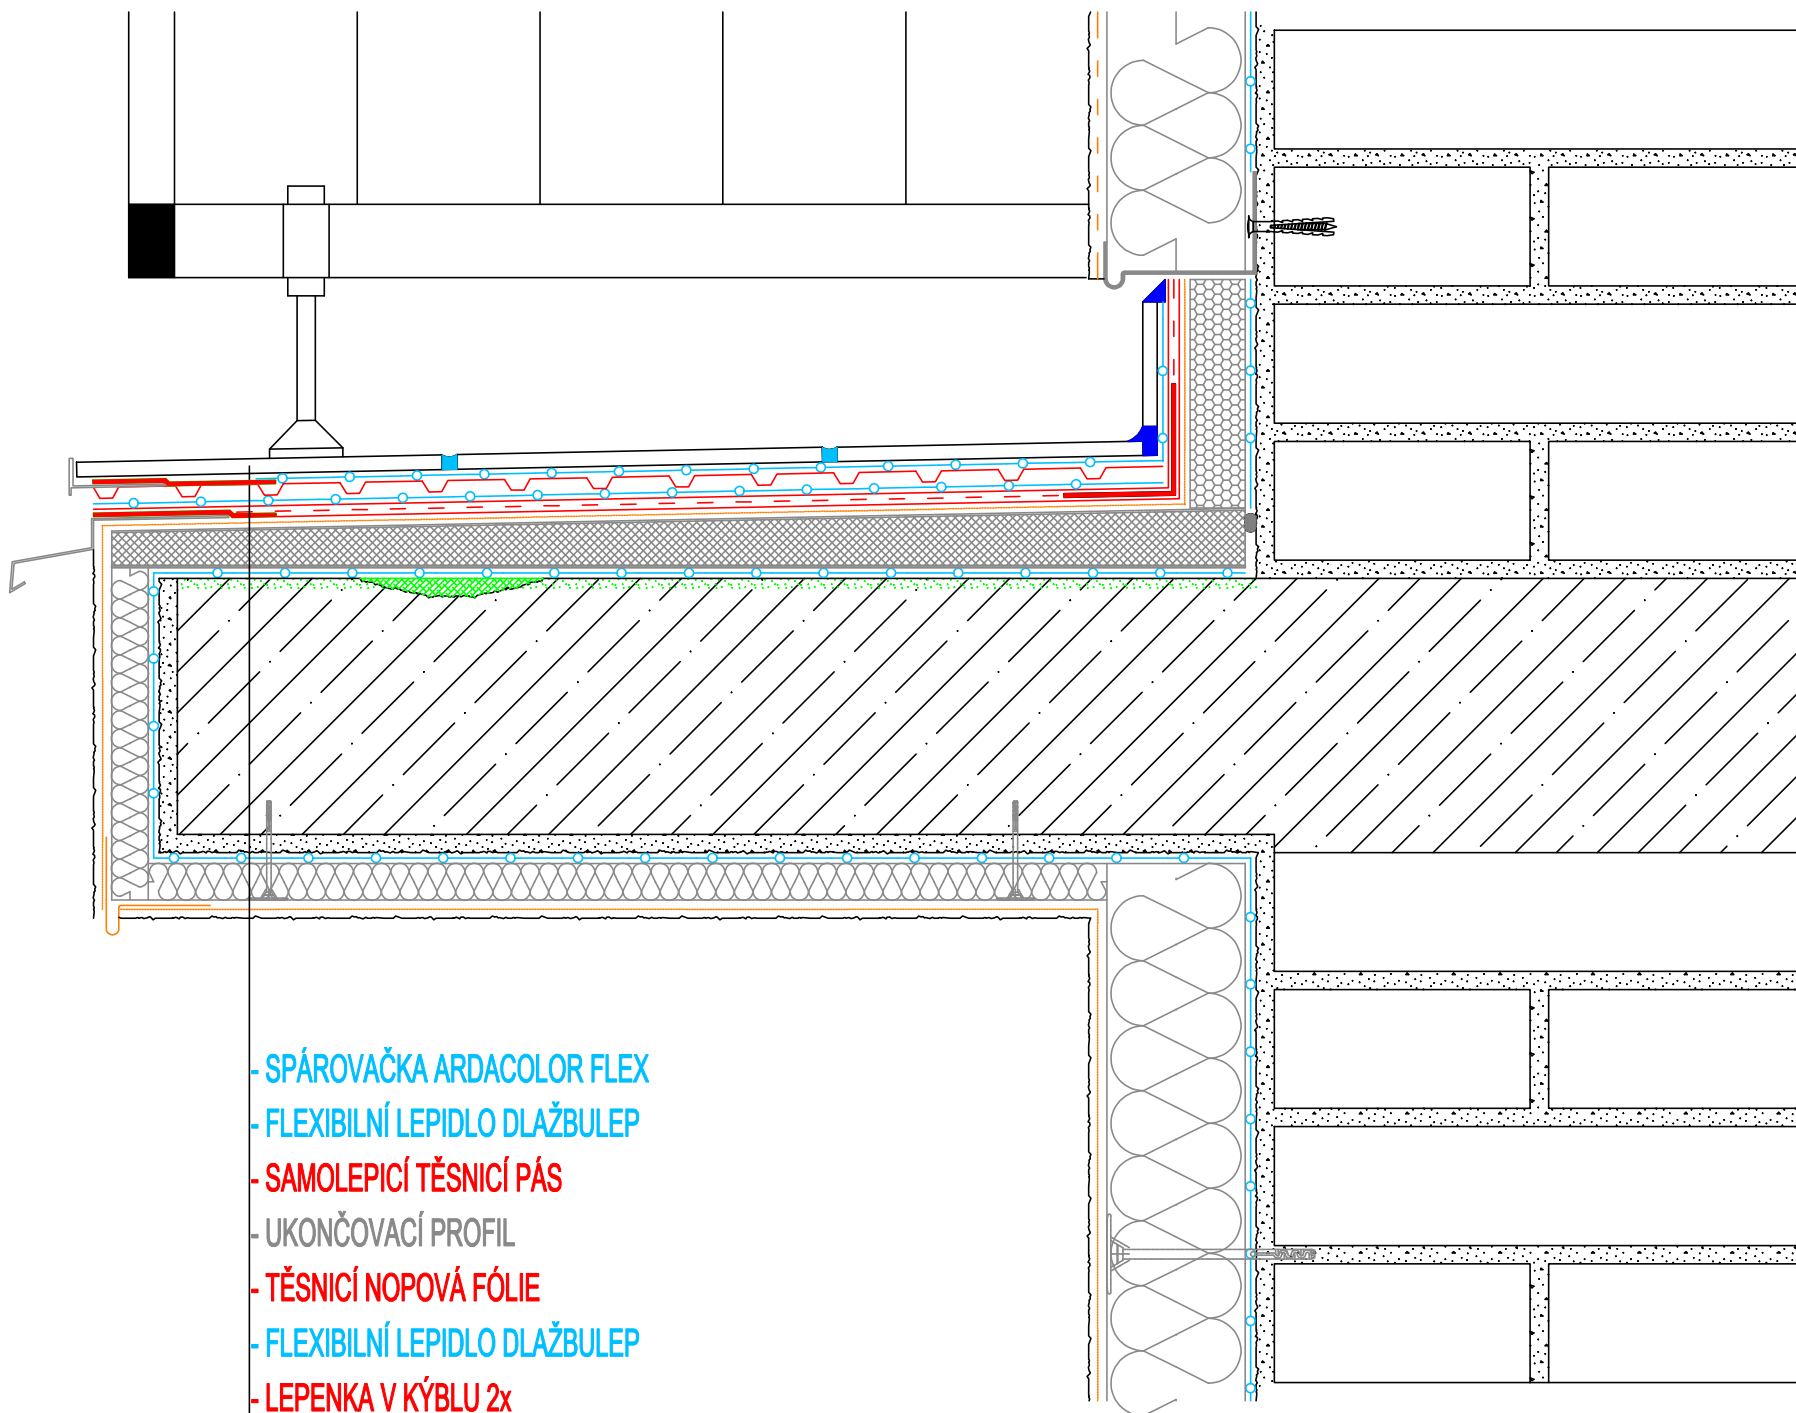 - SPÁROVAČKA ARDACOLOR FLEX
- FLEXIBILNÍ LEPIDLO DLAŽBULEP
- SAMOLEPICÍ TĚSNICÍ PÁS
- UKONČOVACÍ PROFIL
- TĚSNICÍ NOPOVÁ FÓLIE
- FLEXIBILNÍ LEPIDLO DLAŽBULEP
- LEPENKA V KÝBLU 2x